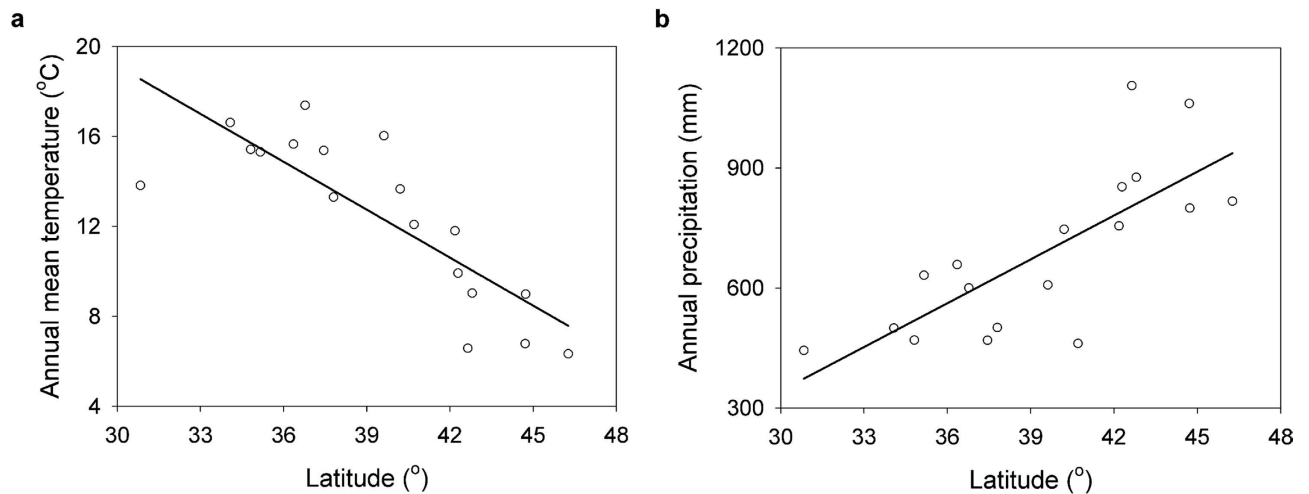 a
Annual mean temperature (°C)
20
16
12
8
4
30 33 36 39 42 45 48
Latitude (°)
b
Annual precipitation (mm)
1200
900
600
300
30 33 36 39 42 45 48
Latitude (°)